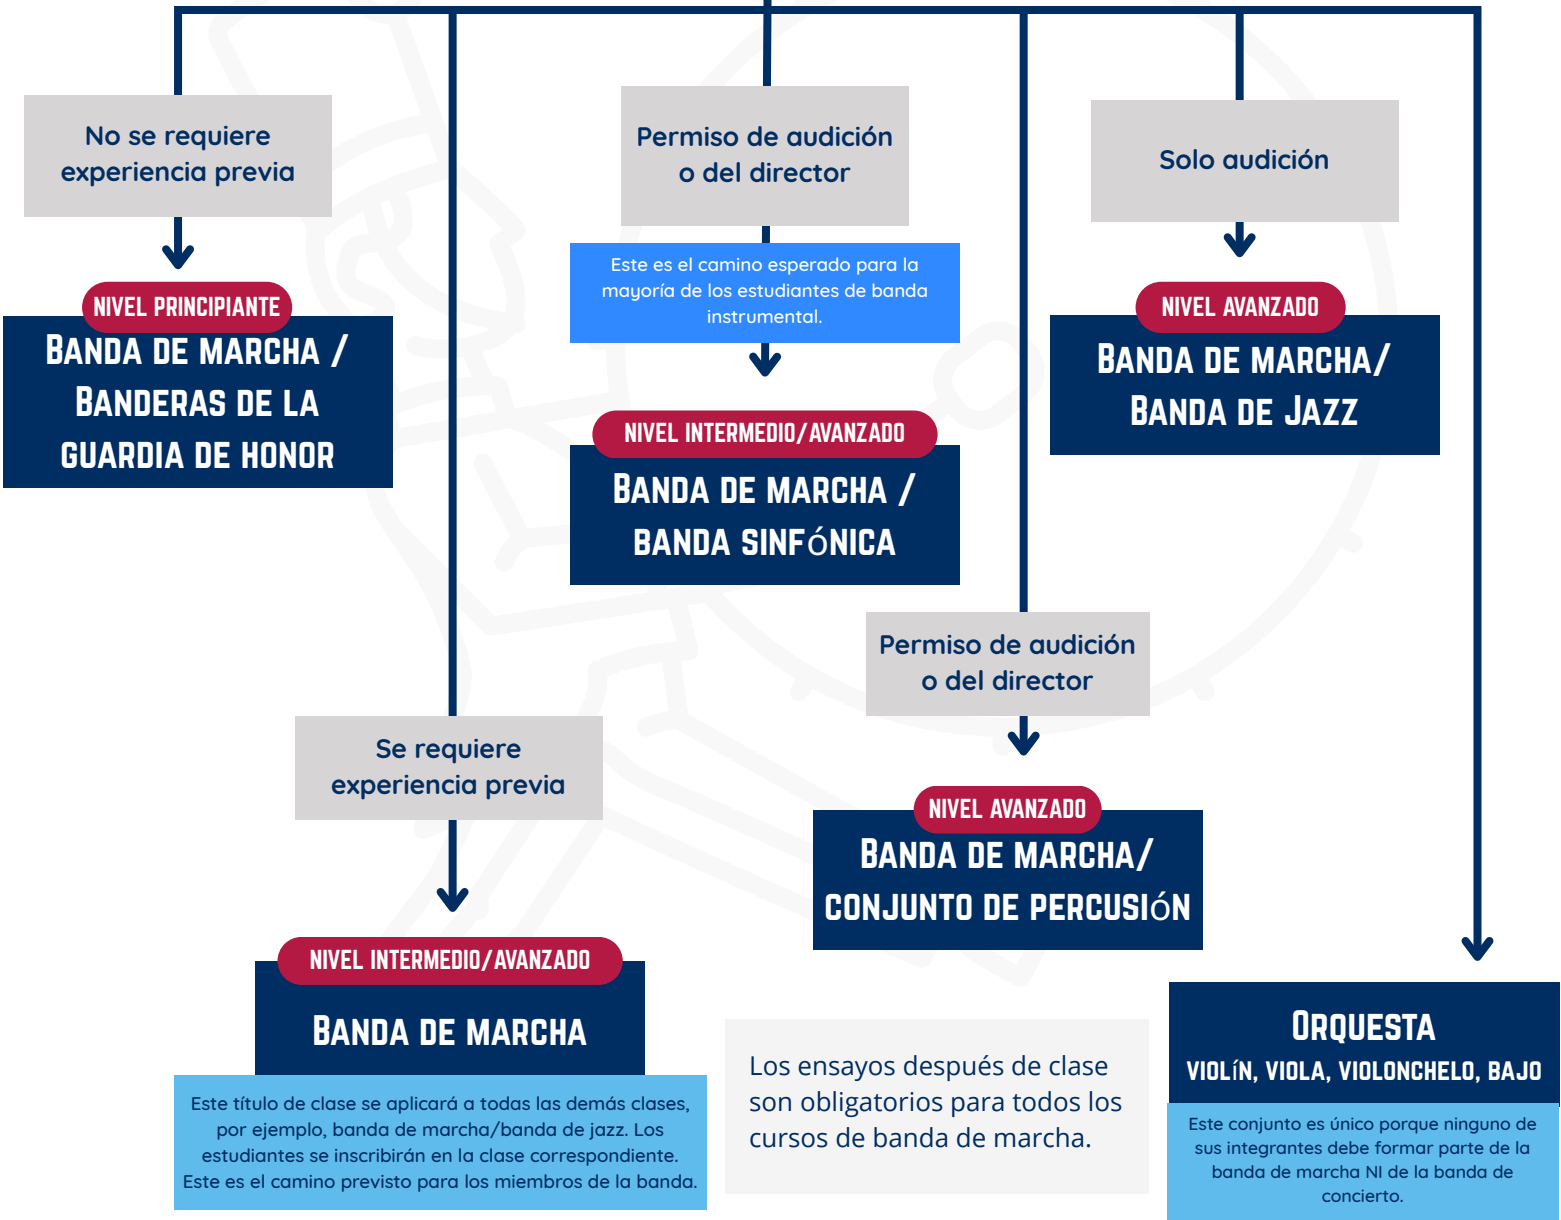 No se requiere
experiencia previa
NIVEL PRINCIPIANTE
BANDA DE MARCHA /
BANDERAS DE LA
GUARDIA DE HONOR
Permiso de audición
o del director
Este es el camino esperado para la
mayoría de los estudiantes de banda
instrumental.
NIVEL INTERMEDIO/AVANZADO
BANDA DE MARCHA /
BANDA SINFÓNICA
Solo audición
NIVEL AVANZADO
BANDA DE MARCHA/
BANDA DE JAZZ
Se requiere
experiencia previa
NIVEL INTERMEDIO/AVANZADO
BANDA DE MARCHA
Este título de clase se aplicará a todas las demás clases,
por ejemplo, banda de marcha/banda de jazz. Los
estudiantes se inscribirán en la clase correspondiente.
Este es el camino previsto para los miembros de la banda.
Permiso de audición
o del director
NIVEL AVANZADO
BANDA DE MARCHA/
CONJUNTO DE PERCUSIÓN
Los ensayos después de clase
son obligatorios para todos los
cursos de banda de marcha.
ORQUESTA
VIOLÍN, VIOLA, VIOLONCHELO, BAJO
Este conjunto es único porque ninguno de
sus integrantes debe formar parte de la
banda de marcha NI de la banda de
concierto.